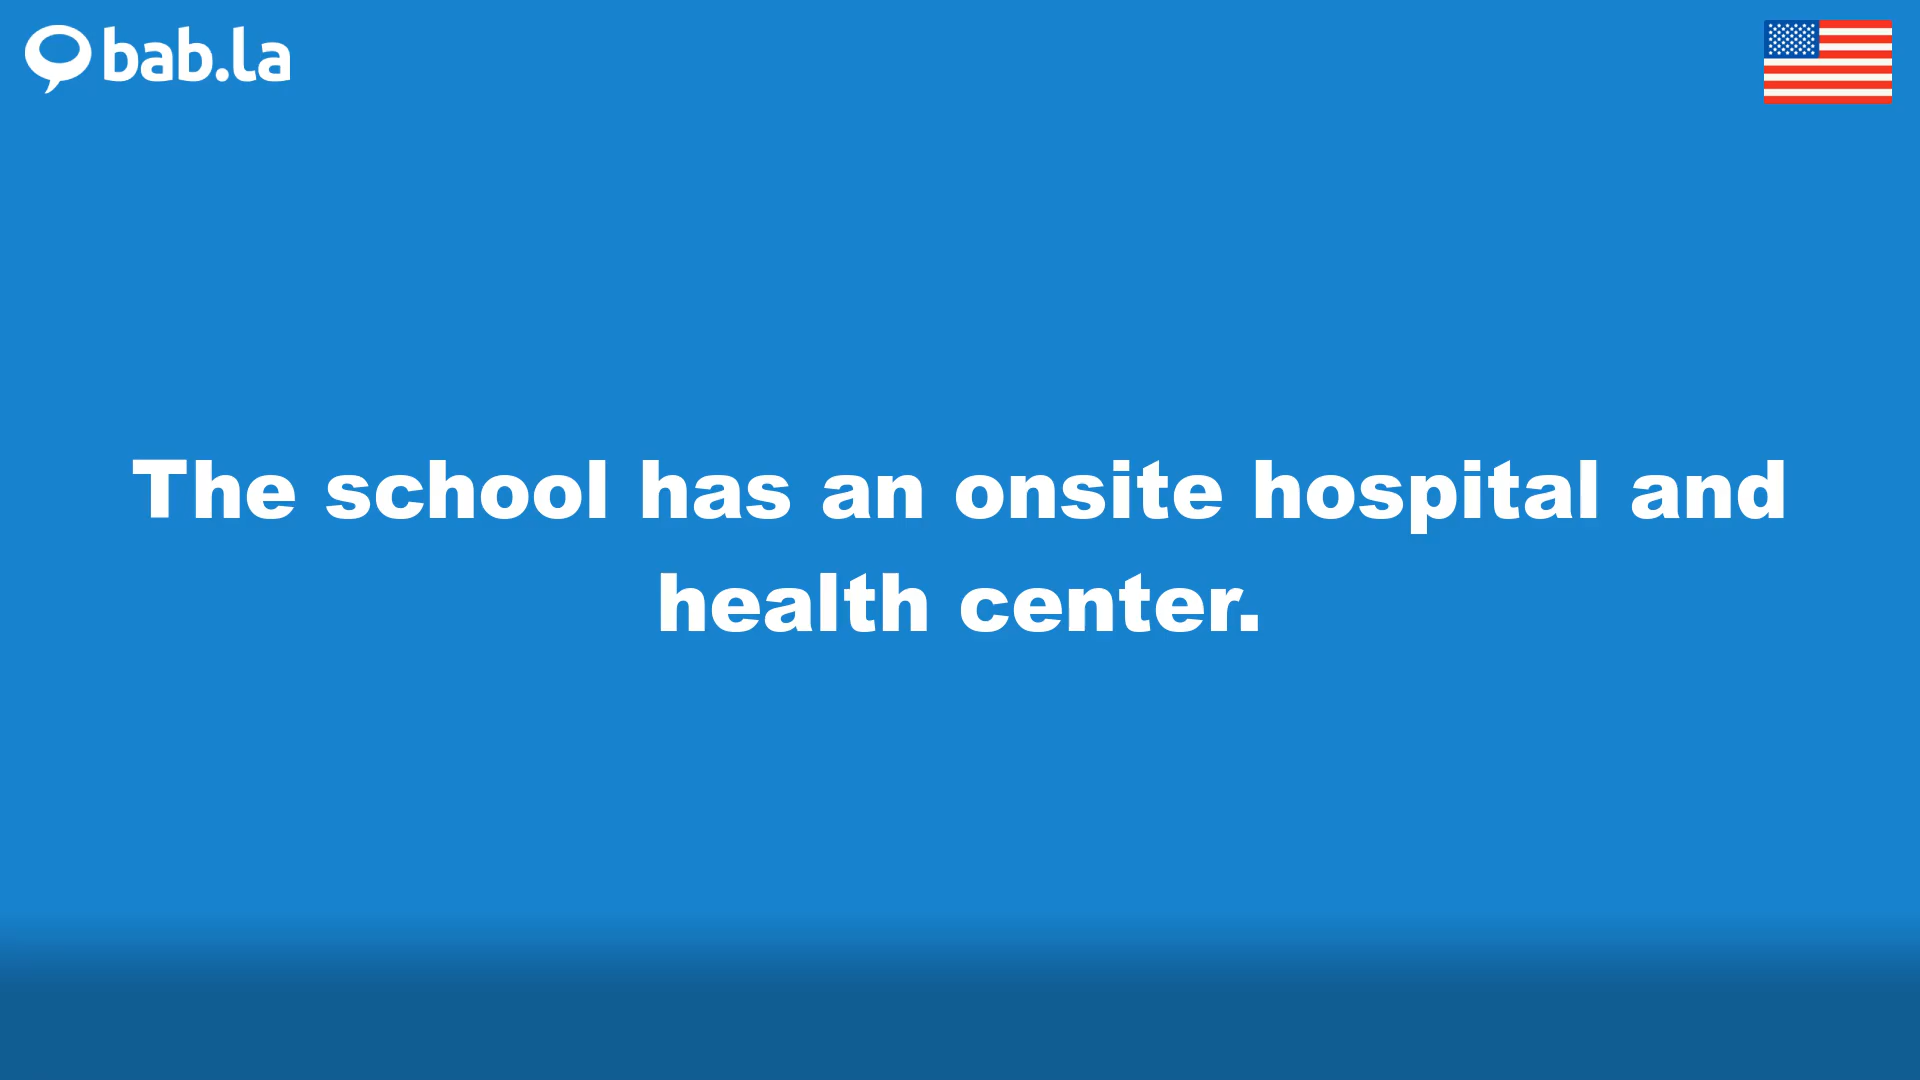 bab.la
The school has an onsite hospital and
health center.